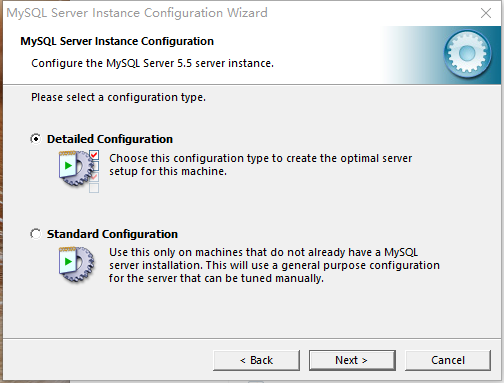 MySQL Server Instance Configuration Wizard
MySQL Server Instance Configuration
Configure the MySQL Server 5.5 server instance.
Please select a configuration type.
Detailed Configuration
Choose this configuration type to create the optimal server
setup for this machine.
Standard Configuration
Use this only on machines that do not already have a MySQL
server installation. This will use a general purpose configuration
for the server that can be tuned manually.
< Back
Next >
Cancel